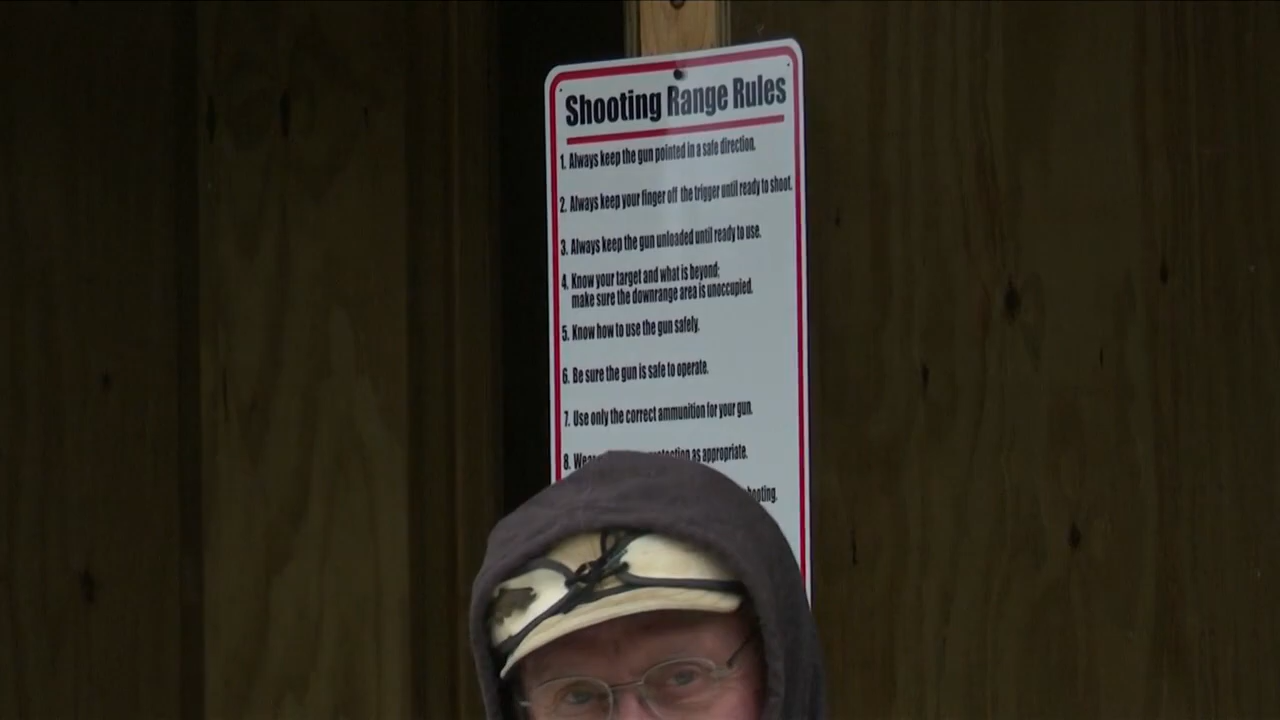 Shooting Range Rules
1. Always keep the gun pointed in a safe direction.
2. Always keep your finger off the trigger until ready to shoot.
3. Always keep the gun unloaded until ready to use.
4. Know your target and what is beyond:
make sure the downrange area is unoccupied.
5. Know how to use the gun safely.
6. Be sure the gun is safe to operate.
7. Use only the correct ammunition for your gun.
8. as appropriate.